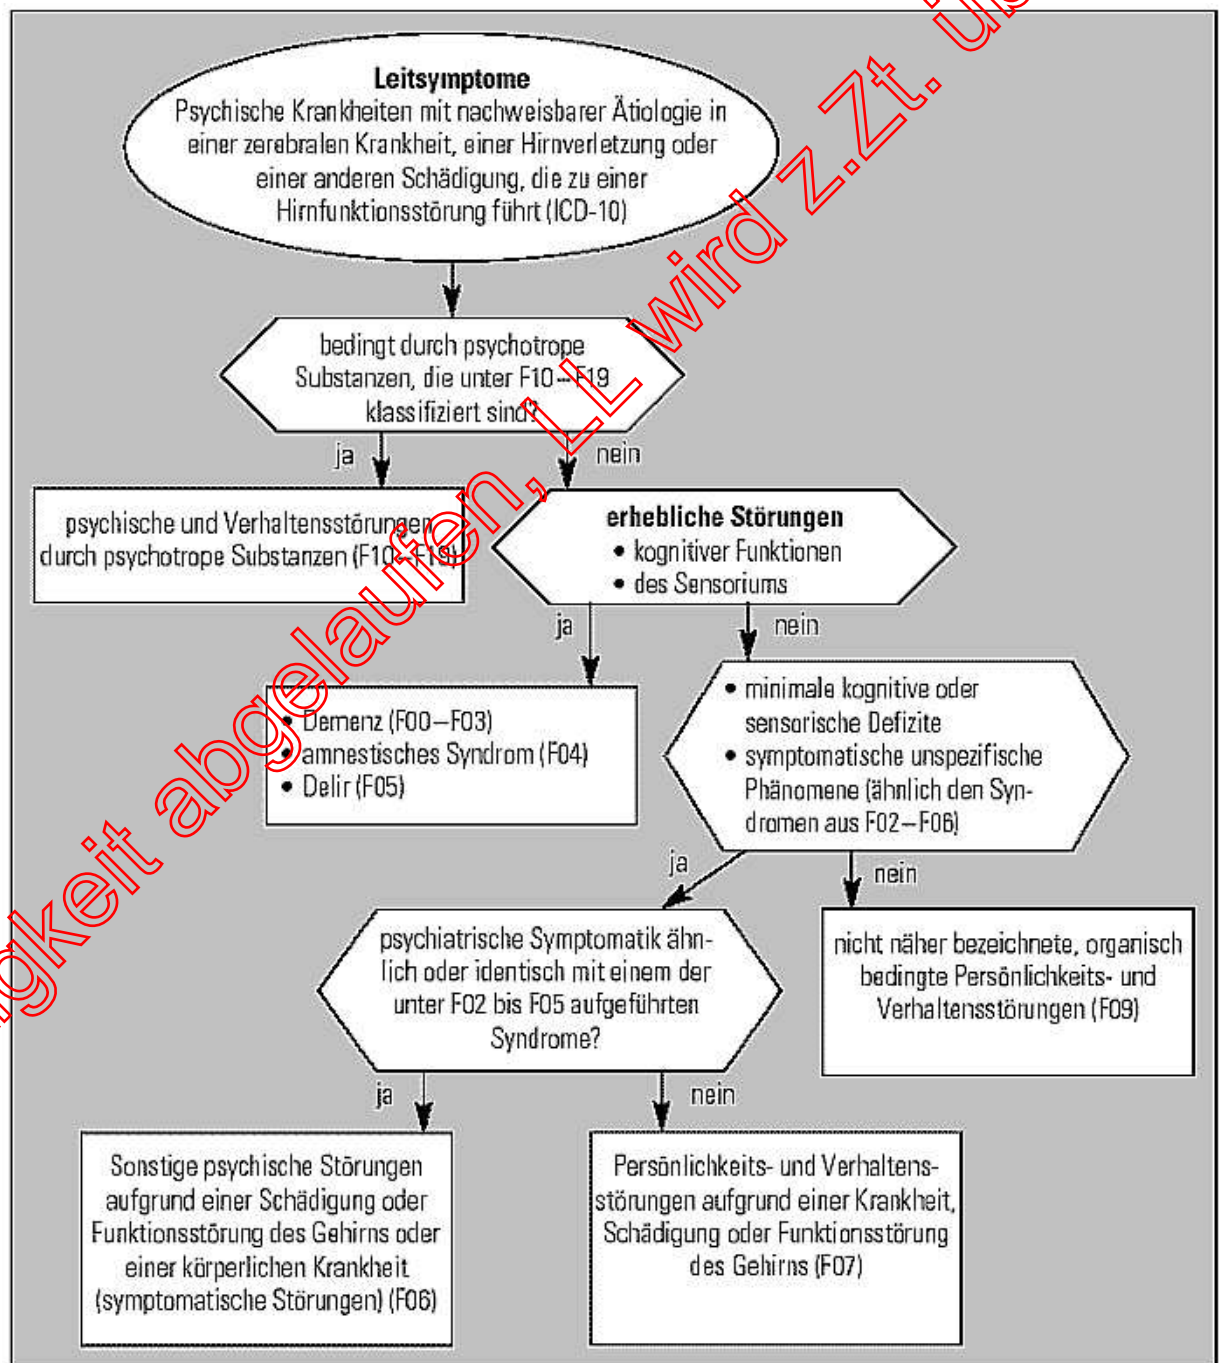 Leitsymptome
Psychische Krankheiten mit nachweisbarer Ätiologie in
einer zerebralen Krankheit, einer Hirnverletzung oder
einer anderen Schädigung, die zu einer
Hirnfunktionsstörung führt (ICD-10)
bedingt durch psychotrope
Substanzen, die unter F10–F19
klassifiziert sind?
ja
nein
psychische und Verhaltensstörungen
durch psychotrope Substanzen (F10–F19)
erhebliche Störungen
• kognitiver Funktionen
• des Sensoriums
ja
nein
• Demenz (F00–F03)
• amnestisches Syndrom (F04)
• Delir (F05)
• minimale kognitive oder
sensorische Defizite
• symptomatische unspezifische
Phänomene (ähnlich den Syn-
dromen aus F02–F06)
ja
nein
psychiatrische Symptomatik ähn-
lich oder identisch mit einem der
unter F02 bis F05 aufgeführten
Syndrome?
nicht näher bezeichnete, organisch
bedingte Persönlichkeits- und
Verhaltensstörungen (F09)
ja
nein
Sonstige psychische Störungen
aufgrund einer Schädigung oder
Funktionsstörung des Gehirns oder
einer körperlichen Krankheit
(symptomatische Störungen) (F06)
Persönlichkeits- und Verhaltens-
störungen aufgrund einer Krankheit,
Schädigung oder Funktionsstörung
des Gehirns (F07)
abgelaufen, LL wird z.Zt.